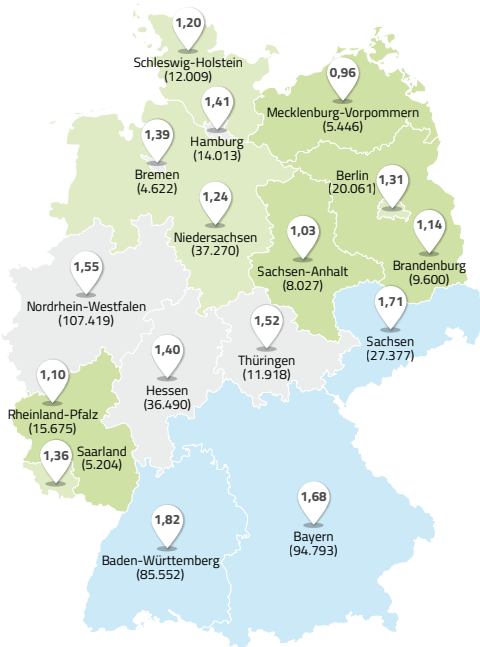 1,20
Schleswig-Holstein
(12.009)
0,96
Mecklenburg-Vorpommern
(5.446)
1,41
Hamburg
(14.013)
1,39
Bremen
(4.622)
Berlin
(20.061)
1,31
1,24
Niedersachsen
(37.270)
1,03
Sachsen-Anhalt
(8.027)
1,14
Brandenburg
(9.600)
1,55
Nordrhein-Westfalen
(107.419)
1,71
Sachsen
(27.377)
1,52
Thüringen
(11.918)
1,40
Hessen
(36.490)
1,10
Rheinland-Pfalz
(15.675)
1,36
Saarland
(5.204)
1,68
Bayern
(94.793)
1,82
Baden-Württemberg
(85.552)